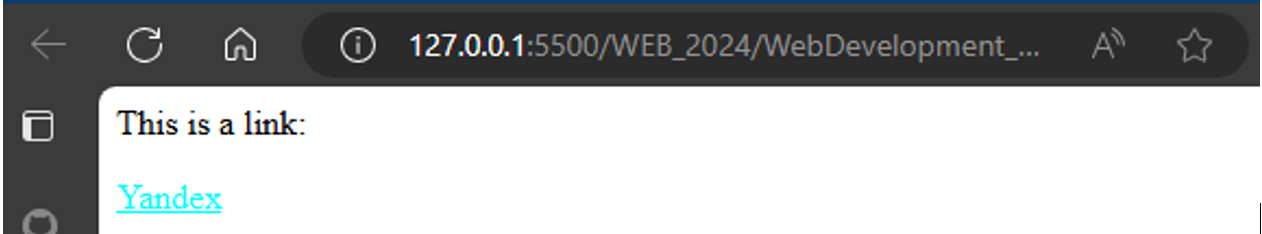 127.0.0.1:5500/WEB_2024/WebDevelopment_...
This is a link:
Yandex